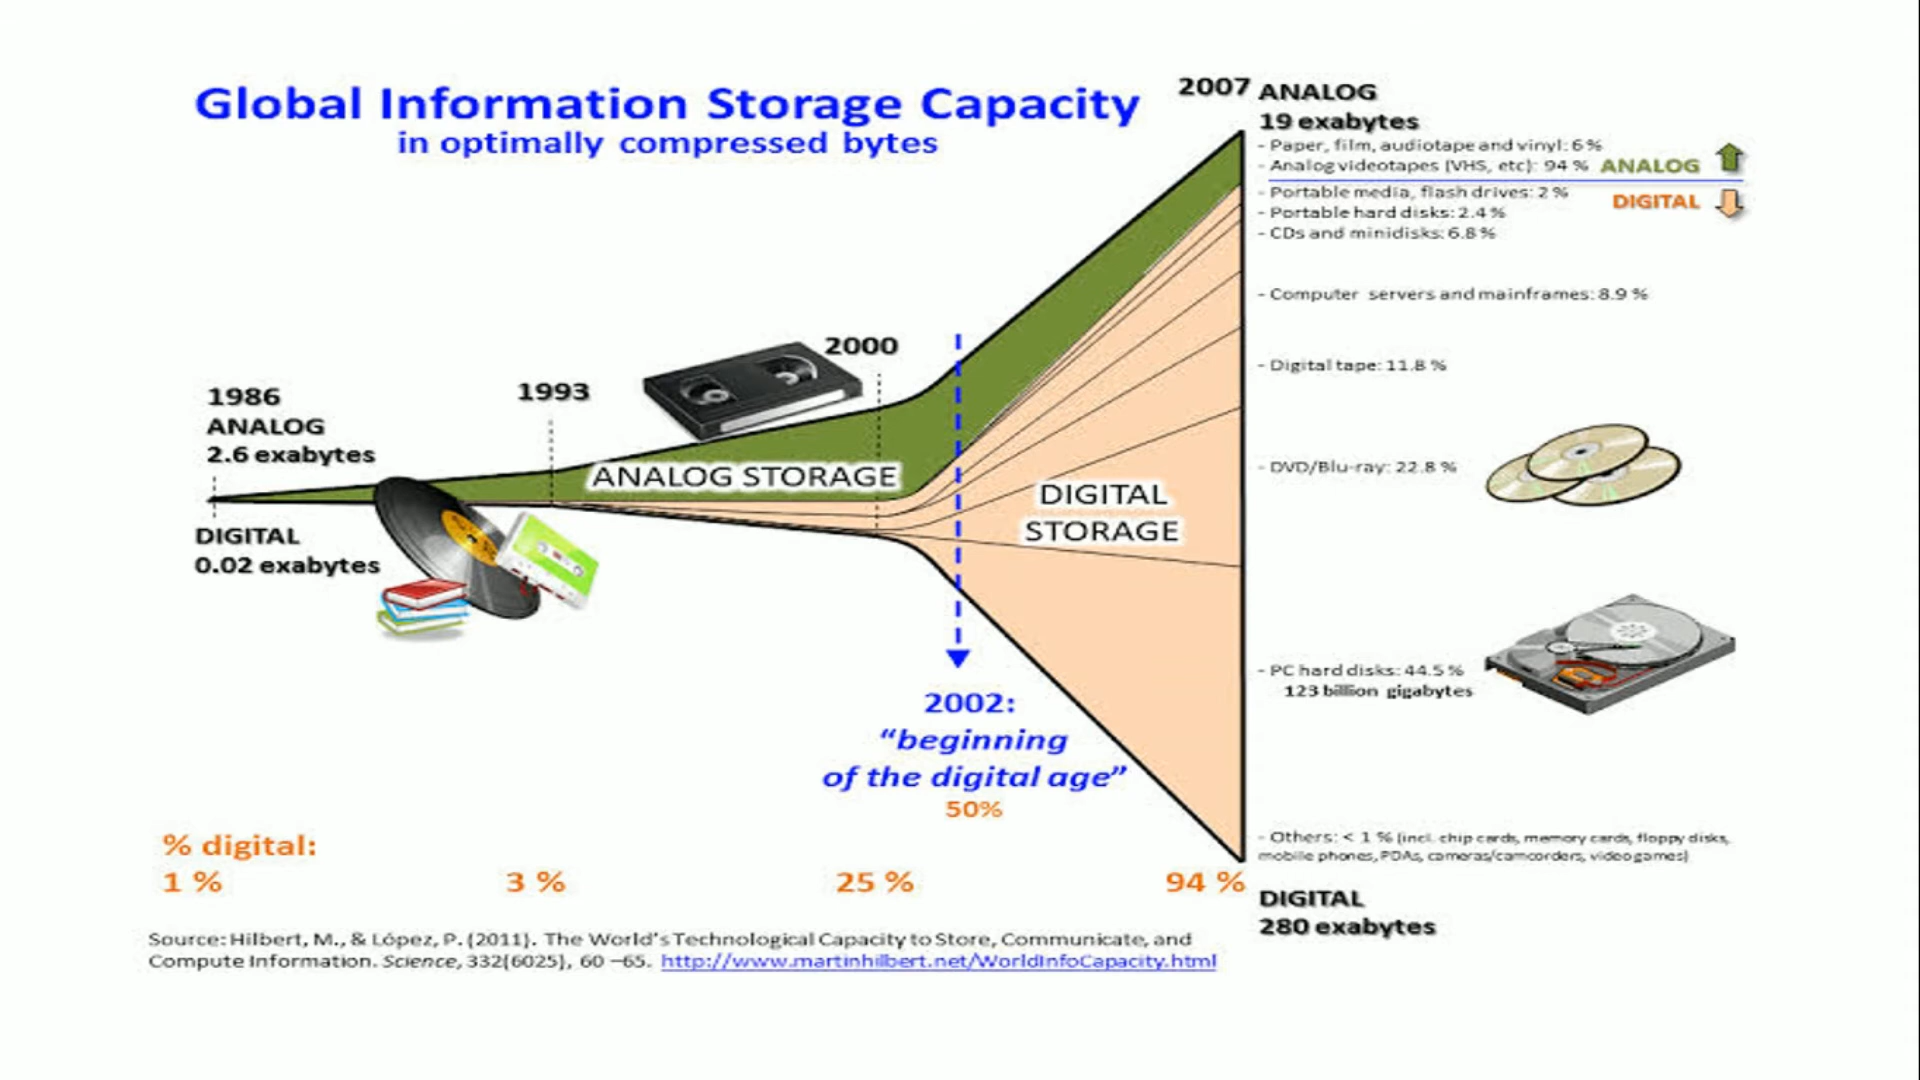 Global Information Storage Capacity
in optimally compressed bytes
2007
ANALOG
19 exabytes
- Paper, film, audiotape and vinyl: 6 %
- Analog videotapes (VHS, etc): 94 %
ANALOG
- Portable media, flash drives: 2 %
DIGITAL
- Portable hard disks: 2.4 %
- CDs and minidisks: 6.8 %
- Computer servers and mainframes: 8.9 %
- Digital tape: 11.8 %
- DVD/Blu-ray: 22.8 %
- PC hard disks: 44.5 %
123 billion gigabytes
- Others: < 1 % (incl. chip cards, memory cards, floppy disks,
mobile phones, PDAs, cameras/camcorders, video games)
DIGITAL
280 exabytes
1986
ANALOG
2.6 exabytes
DIGITAL
0.02 exabytes
1993
2000
ANALOG STORAGE
DIGITAL
STORAGE
2002:
“beginning
of the digital age”
50%
% digital:
1 %
3 %
25 %
94 %
Source: Hilbert, M., & López, P. (2011). The World’s Technological Capacity to Store, Communicate, and
Compute Information. Science, 332(6025), 60 –65. http://www.martinhilbert.net/WorldInfoCapacity.html